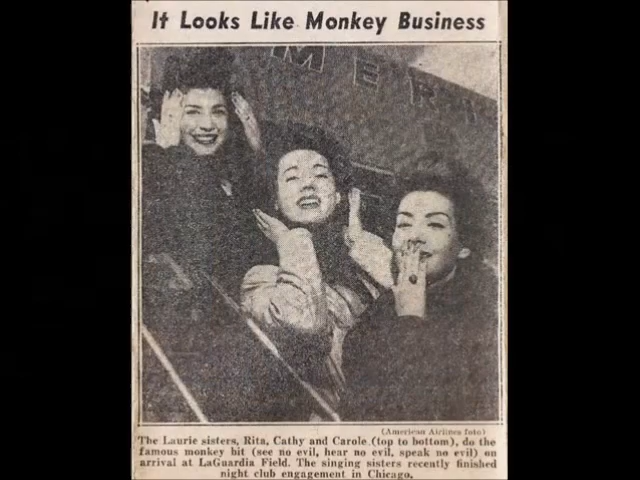 It Looks Like Monkey Business
MERI
(American Airlines foto)
The Laurie sisters, Rita, Cathy and Carole (top to bottom), do the
famous monkey bit (see no evil, hear no evil, speak no evil) on
arrival at LaGuardia Field. The singing sisters recently finished
night club engagement in Chicago.